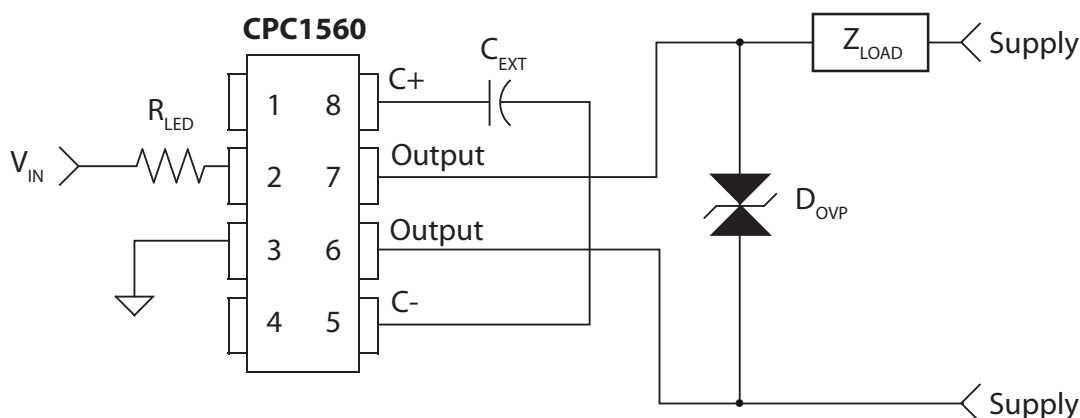 CPC1560
C_EXT
Z_LOAD
Supply
C+
R_LED
1
8
V_IN
Output
2
7
D_OVP
Output
3
6
C-
4
5
Supply